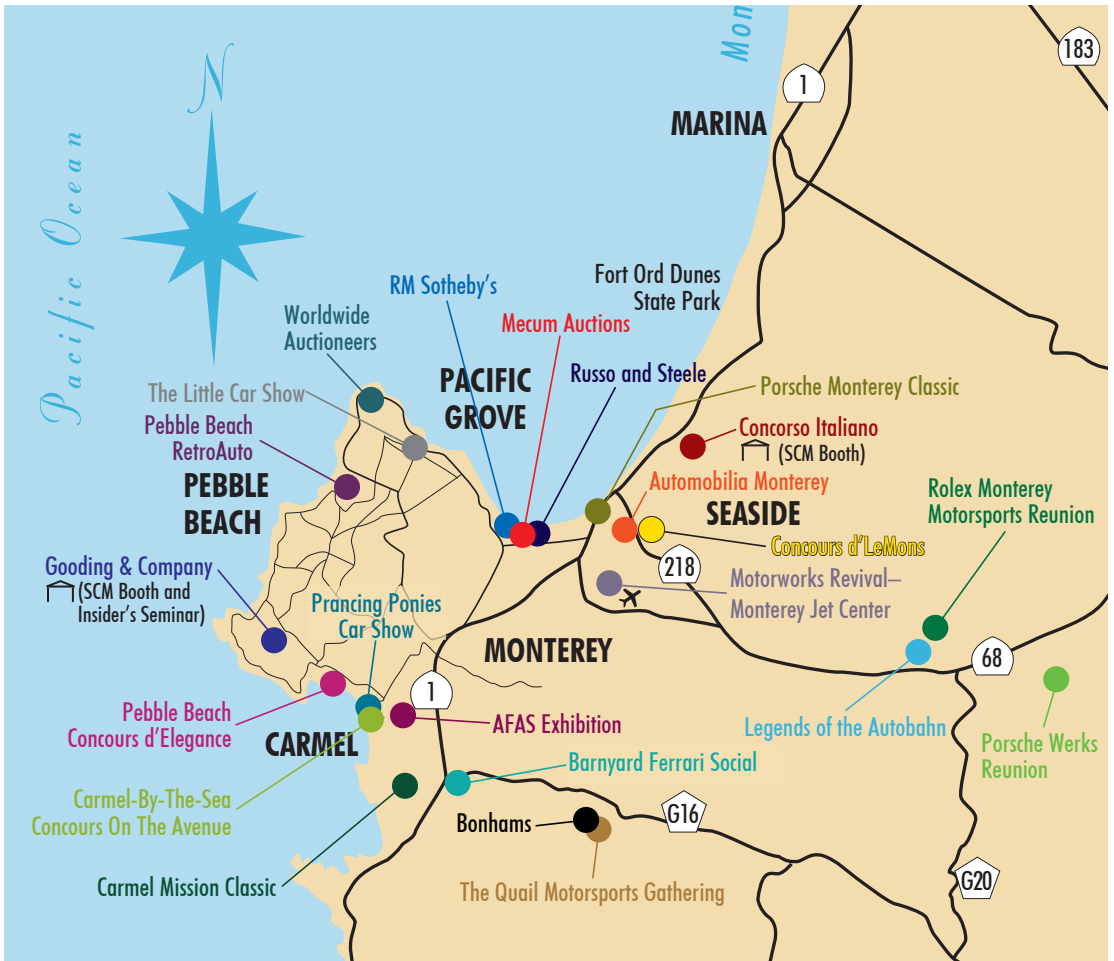 Mon
183
1
MARINA
N
Pacific Ocean
Fort Ord Dunes
State Park
RM Sotheby's
Worldwide
Auctioneers
Mecum Auctions
PACIFIC
GROVE
Russo and Steele
Porsche Monterey Classic
The Little Car Show
Pebble Beach
RetroAuto
PEBBLE
BEACH
Concorso Italiano
(SCM Booth)
Automobilia Monterey
SEASIDE
Rolex Monterey
Motorsports Reunion
Concours d'LeMons
218
Gooding & Company
(SCM Booth and
Insider's Seminar)
Motorworks Revival—
Monterey Jet Center
Prancing Ponies
Car Show
MONTEREY
68
1
Pebble Beach
Concours d'Elegance
CARMEL
AFAS Exhibition
Legends of the Autobahn
Porsche Werks
Reunion
Barnyard Ferrari Social
Carmel-By-The-Sea
Concours On The Avenue
Bonhams
G16
Carmel Mission Classic
The Quail Motorsports Gathering
G20